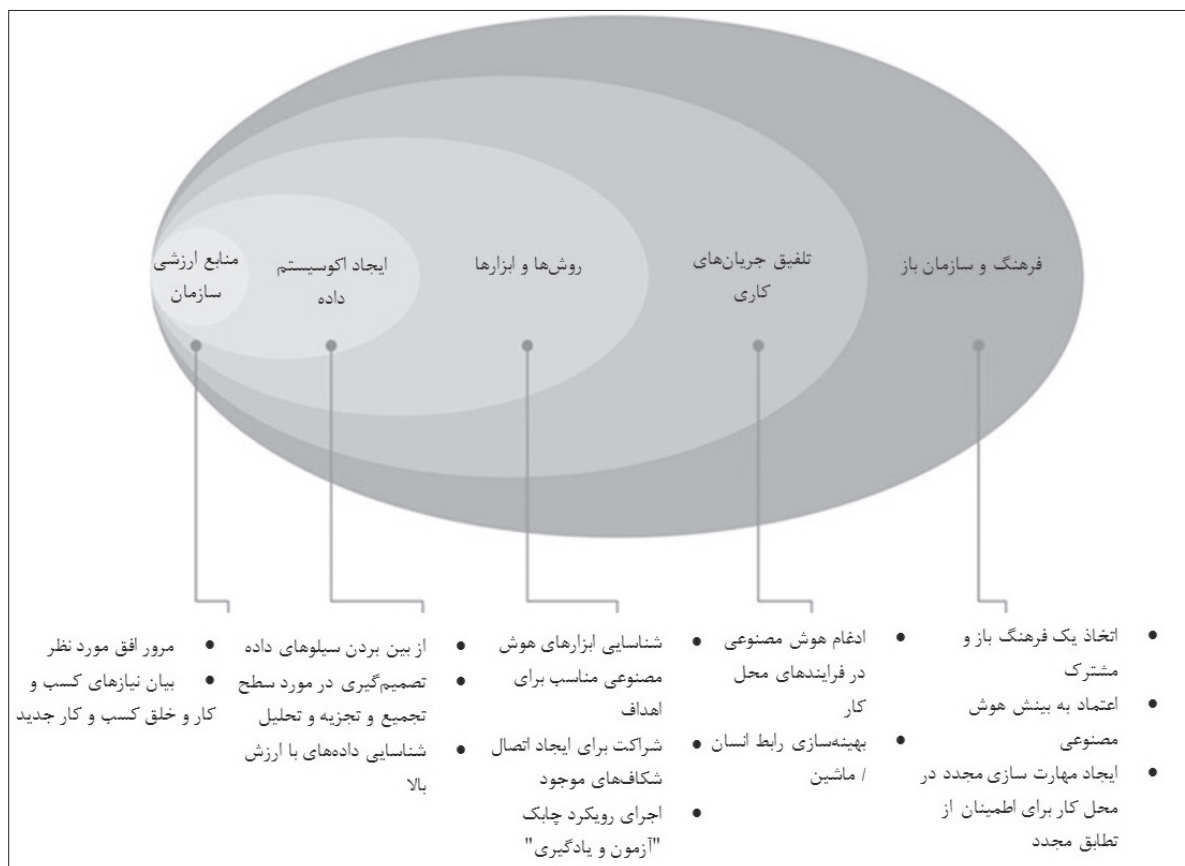 فرهنگ و سازمان باز
تلفیق جریان‌های
کاری
روش‌ها و ابزارها
ایجاد اکوسیستم
داده
منابع ارزشی
سازمان
• اتخاذ یک فرهنگ باز و
مشترک
• اعتماد به بینش هوش
مصنوعی
• ایجاد مهارت سازی مجدد در
محل کار برای اطمینان از
تطابق مجدد
• ادغام هوش مصنوعی
در فرایندهای محل
کار
• بهینه‌سازی رابط انسان
/ ماشین
•
• شناسایی ابزارهای هوش
مصنوعی مناسب برای
اهداف
• شراکت برای ایجاد اتصال
شکاف‌های موجود
• اجرای رویکرد چابک
"آزمون و یادگیری"
• از بین بردن سیلوهای داده
• تصمیم‌گیری در مورد سطح
تجمیع و تجزیه و تحلیل
• شناسایی داده‌های با ارزش
بالا
• مرور افق مورد نظر
• بیان نیازهای کسب و
کار و خلق کسب و کار جدید